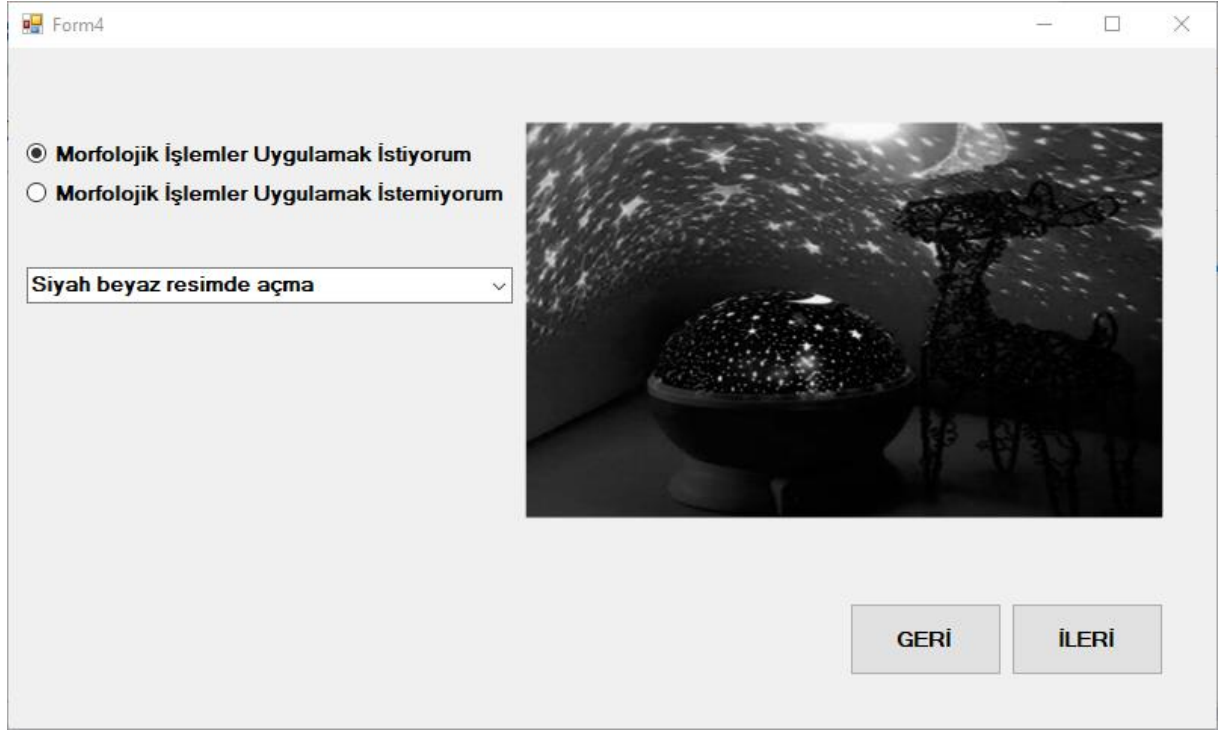 Form4
Morfolojik İşlemler Uygulamak İstiyorum
Morfolojik İşlemler Uygulamak İstemiyorum
Siyah beyaz resimde açma
GERİ
İLERİ